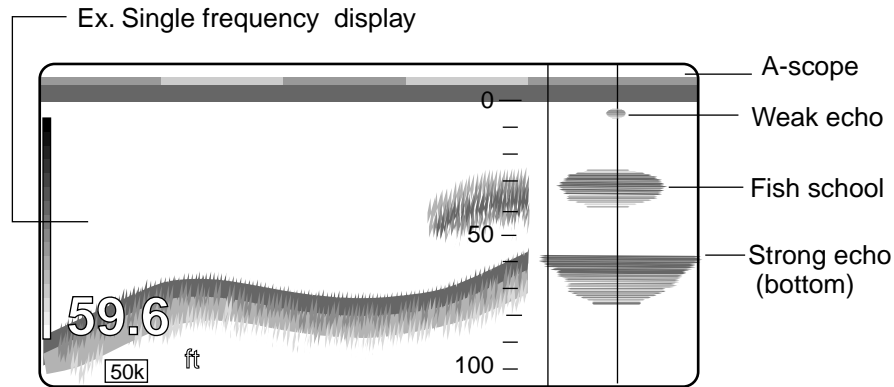 Ex. Single frequency display
A-scope
0
Weak echo
Fish school
50
Strong echo
(bottom)
59.6
ft
100
50k